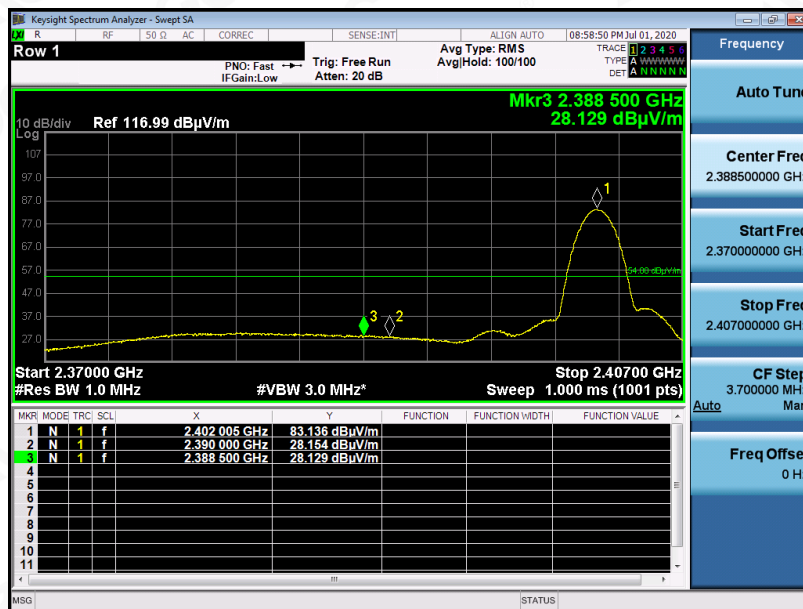 Keysight Spectrum Analyzer - Swept SA
LXI R RF 50 Ω AC CORREC SENSE:INT ALIGN AUTO 08:58:50 PM Jul 01, 2020
Row 1
PNO: Fast
IFGain:Low
Trig: Free Run
Atten: 20 dB
Avg Type: RMS
Avg|Hold: 100/100
TRACE 1 2 3 4 5 6
TYPE A WWWWW
DET A N N N N N
Mkr3 2.388 500 GHz
28.129 dBµV/m
10 dB/div Ref 116.99 dBµV/m
Log
107
97.0
87.0
77.0
67.0
57.0
47.0
37.0
27.0
1
54.00 dBµV/m
3 2
Start 2.37000 GHz Stop 2.40700 GHz
#Res BW 1.0 MHz #VBW 3.0 MHz* Sweep 1.000 ms (1001 pts)
MKR MODE TRC SCL X Y FUNCTION FUNCTION WIDTH FUNCTION VALUE
1 N 1 f 2.402 005 GHz 83.136 dBµV/m
2 N 1 f 2.390 000 GHz 28.154 dBµV/m
3 N 1 f 2.388 500 GHz 28.129 dBµV/m
4
5
6
7
8
9
10
11
MSG STATUS
Frequency
Auto Tune
Center Freq
2.388500000 GHz
Start Freq
2.370000000 GHz
Stop Freq
2.407000000 GHz
CF Step
3.700000 MHz
Auto Man
Freq Offset
0 Hz